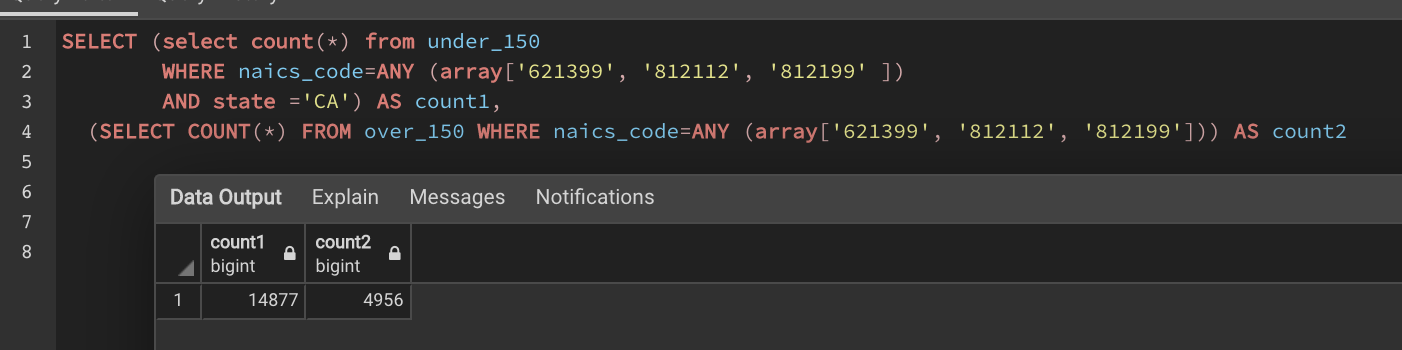 1 SELECT (select count(*) from under_150
2 WHERE naics_code=ANY (array['621399', '812112', '812199' ])
3 AND state ='CA') AS count1,
4 (SELECT COUNT(*) FROM over_150 WHERE naics_code=ANY (array['621399', '812112', '812199'])) AS count2
5
6
7
8
Data Output Explain Messages Notifications
count1 count2
bigint bigint
1 14877 4956